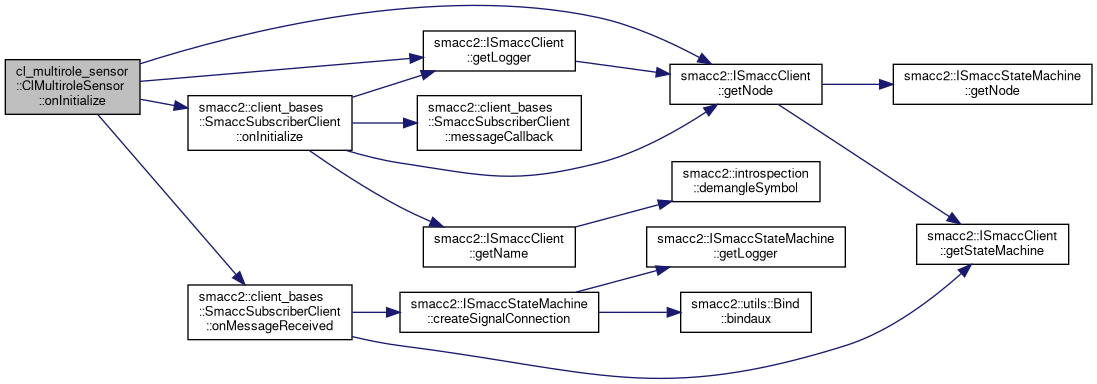 cl_multirole_sensor
::ClMultiroleSensor
::onInitialize
smacc2::ISmaccClient
::getLogger
smacc2::ISmaccClient
::getNode
smacc2::ISmaccStateMachine
::getNode
smacc2::client_bases
::SmaccSubscriberClient
::onInitialize
smacc2::client_bases
::SmaccSubscriberClient
::messageCallback
smacc2::introspection
::demangleSymbol
smacc2::ISmaccClient
::getName
smacc2::ISmaccStateMachine
::getLogger
smacc2::ISmaccClient
::getStateMachine
smacc2::client_bases
::SmaccSubscriberClient
::onMessageReceived
smacc2::ISmaccStateMachine
::createSignalConnection
smacc2::utils::Bind
::bindaux